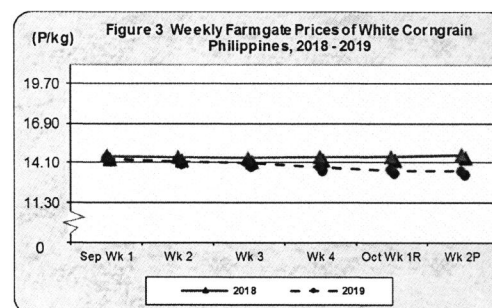 (P/kg)
Figure 3 Weekly Farmgate Prices of White Corngrain
Philippines, 2018 - 2019
19.70
16.90
14.10
11.30
0
Sep Wk 1 Wk 2 Wk 3 Wk 4 Oct Wk 1R Wk 2P
2018 2019